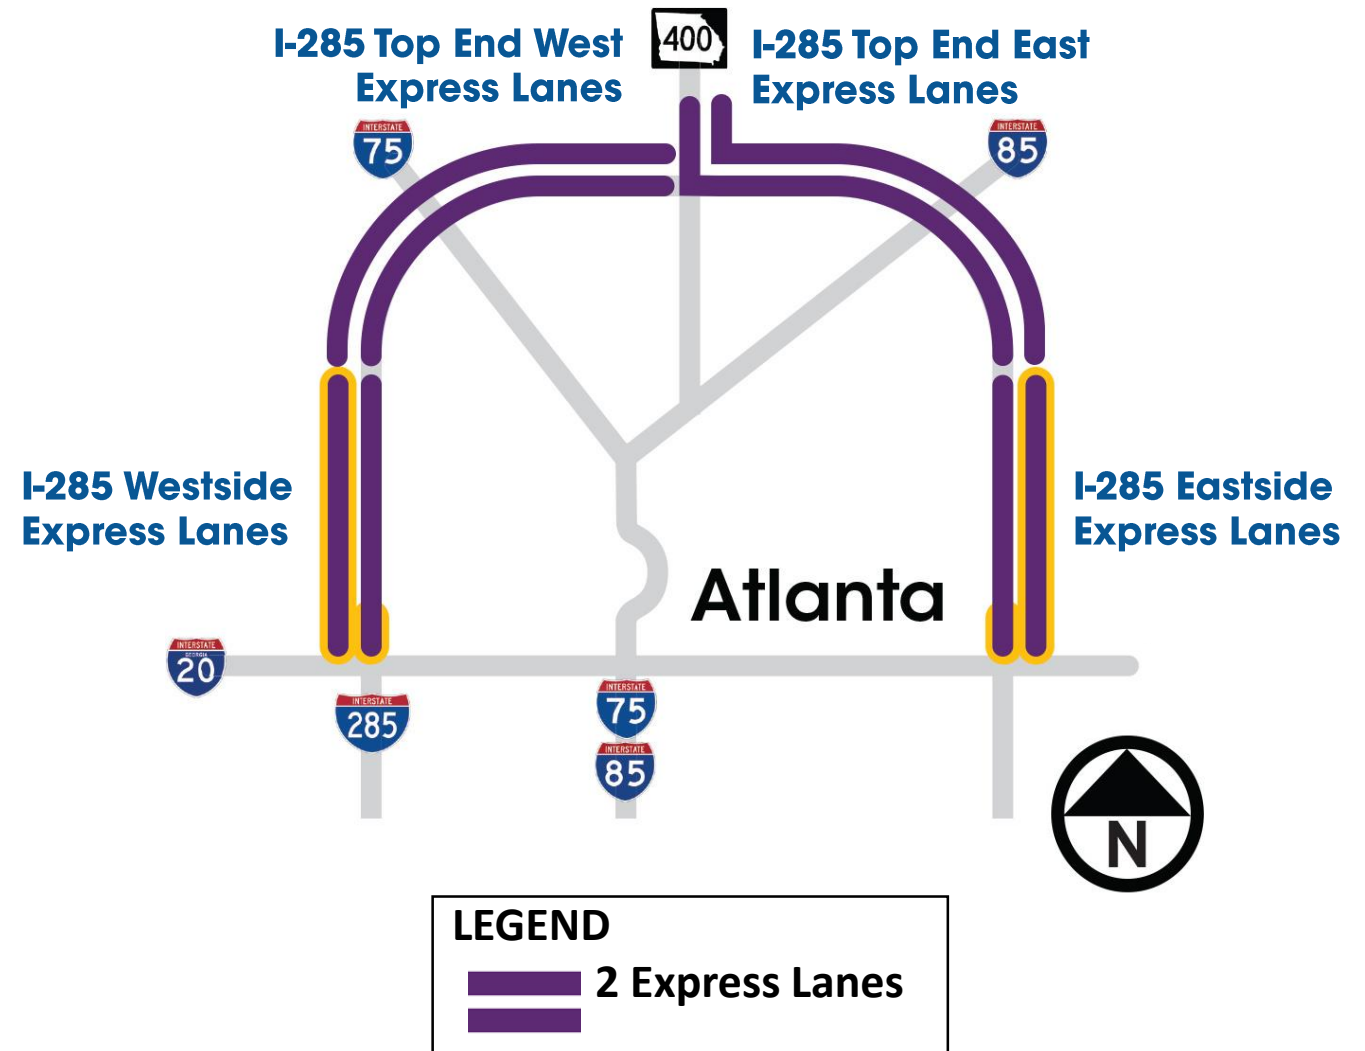 I-285 Top End West
Express Lanes
400
I-285 Top End East
Express Lanes
INTERSTATE
75
INTERSTATE
85
I-285 Westside
Express Lanes
I-285 Eastside
Express Lanes
Atlanta
INTERSTATE
GEORGIA
20
INTERSTATE
285
INTERSTATE
75
INTERSTATE
85
N
LEGEND
2 Express Lanes